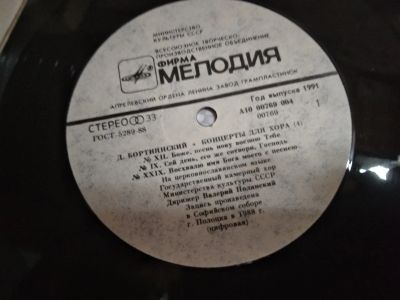 МИНИСТЕРСТВО
КУЛЬТУРЫ СССР
ВСЕСОЮЗНОЕ ТВОРЧЕСКО-
ПРОИЗВОДСТВЕННОЕ ОБЪЕДИНЕНИЕ
ФИРМА
МЕЛОДИЯ
АПРЕЛЕВСКИЙ ОРДЕНА ЛЕНИНА ЗАВОД ГРАМПЛАСТИНОК
СТЕРЕО 33
ГОСТ 5289-88
Год выпуска 1991
А10 00769 004
00769
1
Д. БОРТНЯНСКИЙ • КОНЦЕРТЫ ДЛЯ ХОРА (4)
№ XII. Боже, песнь нову воспою Тебе
№ IX. Сей день, его же сотвори, Господь
№ XXIX. Восхвалю имя Бога моего с песнею
На церковнославянском языке
Государственный камерный хор
Министерства культуры СССР
Дирижер Валерий Полянский
Запись произведена
в Софийском соборе
г. Полоцка в 1988 г.
(цифровая)